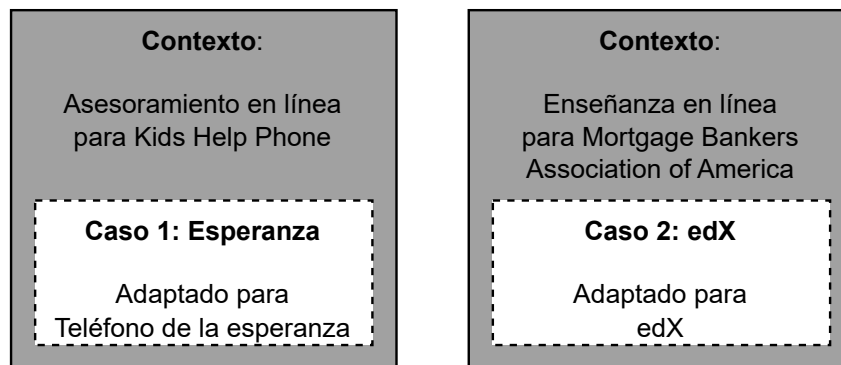 Contexto:
Asesoramiento en línea
para Kids Help Phone
Caso 1: Esperanza
Adaptado para
Teléfono de la esperanza
Contexto:
Enseñanza en línea
para Mortgage Bankers
Association of America
Caso 2: edX
Adaptado para
edX